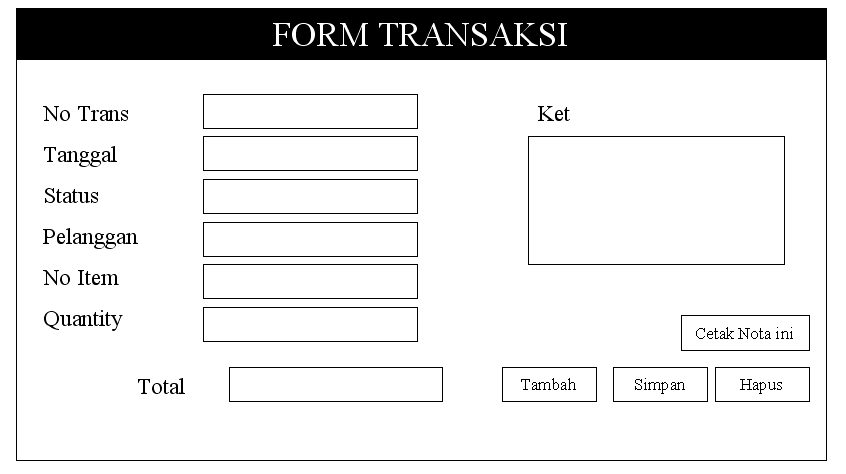 FORM TRANSAKSI
No Trans
Tanggal
Status
Pelanggan
No Item
Quantity
Total
Ket
Cetak Nota ini
Tambah
Simpan
Hapus